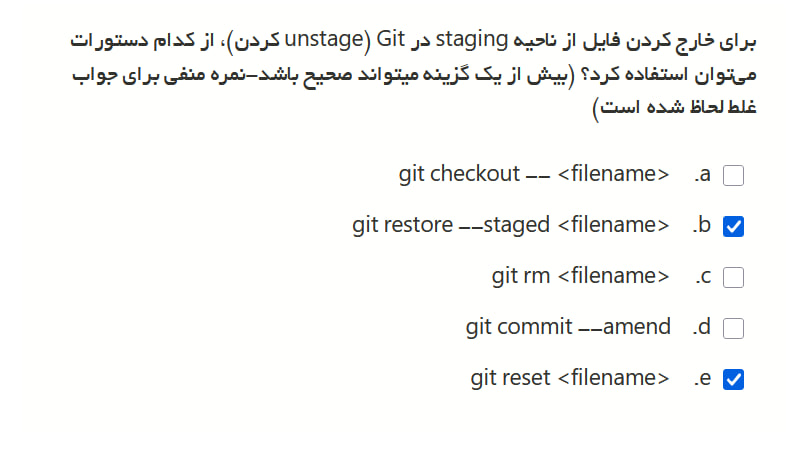 برای خارج کردن فایل از ناحیه staging در Git (unstage کردن)، از کدام دستورات
می‌توان استفاده کرد؟ (بیش از یک گزینه میتواند صحیح باشد-نمره منفی برای جواب
غلط لحاظ شده است)
a. git checkout -- <filename>
b. git restore --staged <filename>
c. git rm <filename>
d. git commit --amend
e. git reset <filename>